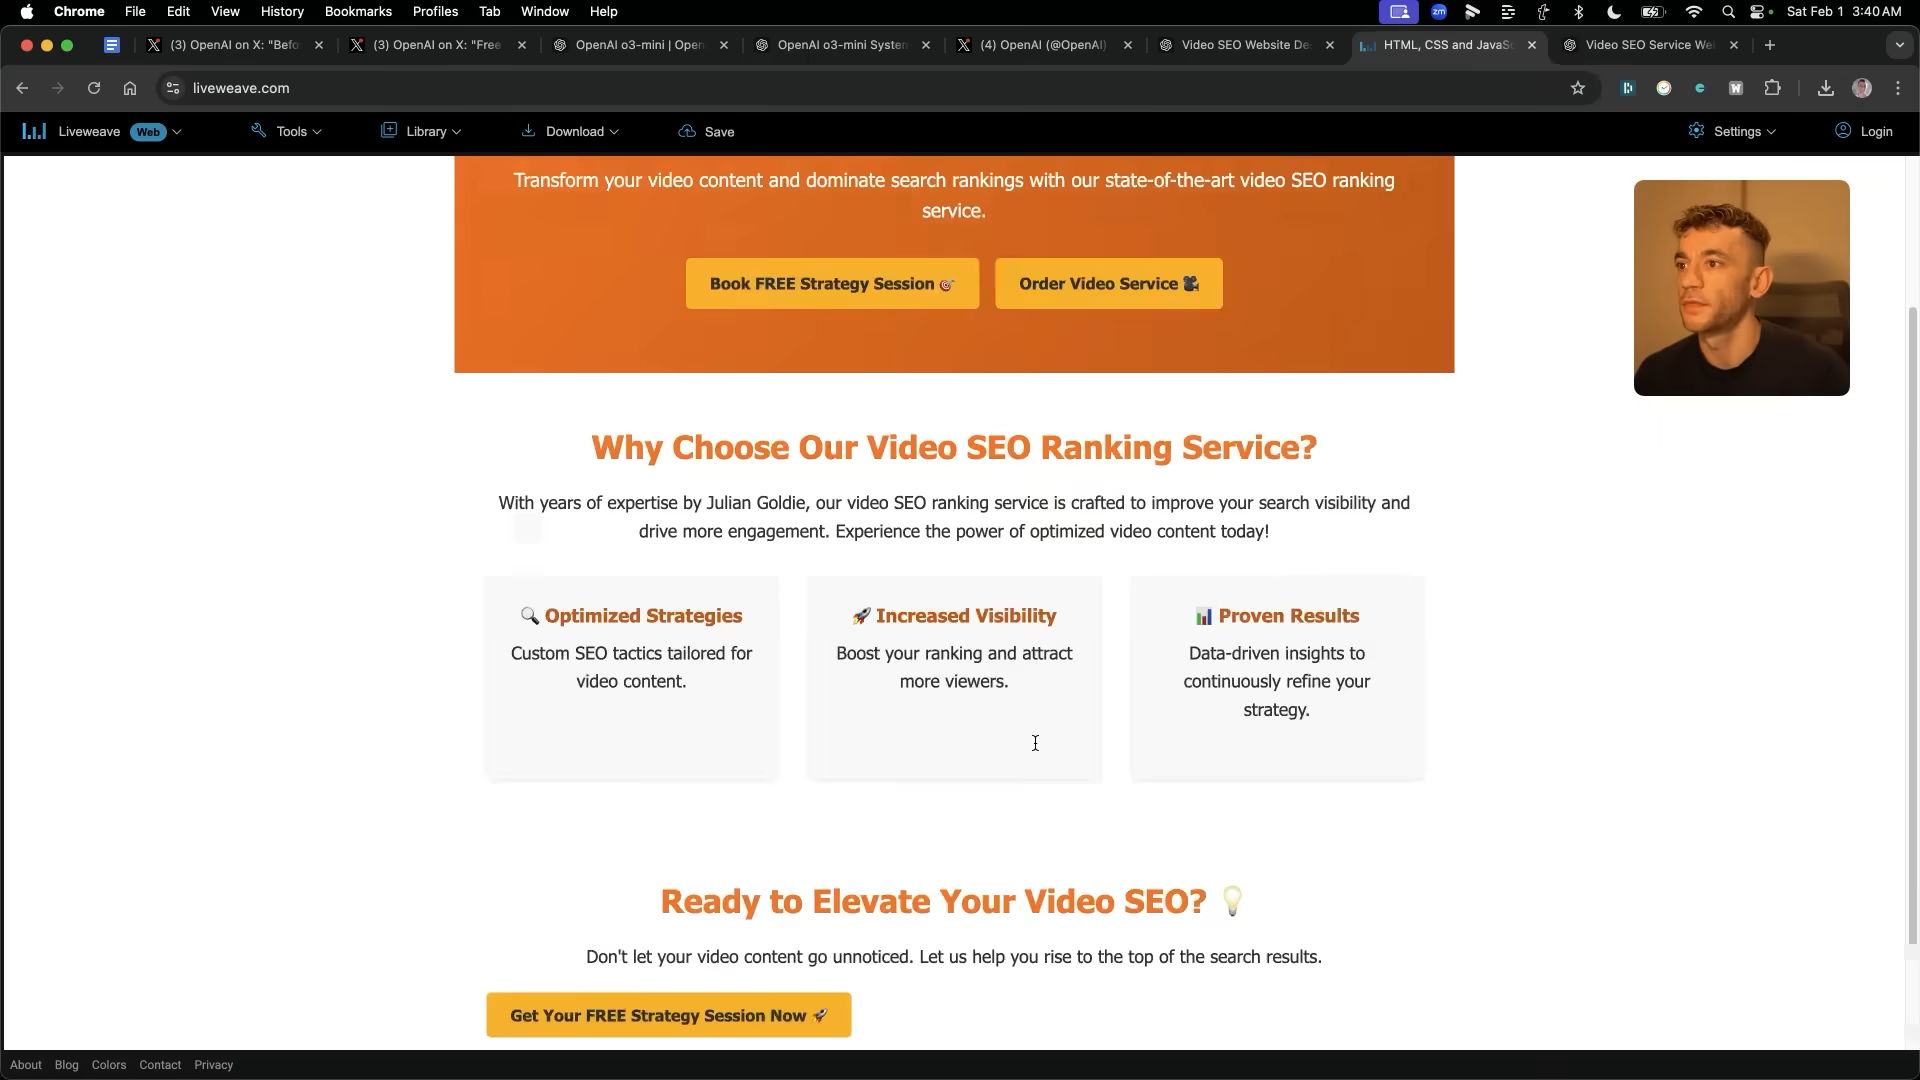 Chrome File Edit View History Bookmarks Profiles Tab Window Help
zm Sat Feb 1 3:40 AM
(3) OpenAI on X: "Befo (3) OpenAI on X: "Free OpenAI o3-mini | Open OpenAI o3-mini System (4) OpenAI (@OpenAI) Video SEO Website De HTML, CSS and JavaSc Video SEO Service We
liveweave.com
Liveweave Web Tools Library Download Save Settings Login
Transform your video content and dominate search rankings with our state-of-the-art video SEO ranking
service.
Book FREE Strategy Session 🎯 Order Video Service 🎥
Why Choose Our Video SEO Ranking Service?
With years of expertise by Julian Goldie, our video SEO ranking service is crafted to improve your search visibility and
drive more engagement. Experience the power of optimized video content today!
🔍 Optimized Strategies
Custom SEO tactics tailored for
video content.
🚀 Increased Visibility
Boost your ranking and attract
more viewers.
📊 Proven Results
Data-driven insights to
continuously refine your
strategy.
Ready to Elevate Your Video SEO? 💡
Don't let your video content go unnoticed. Let us help you rise to the top of the search results.
Get Your FREE Strategy Session Now 🚀
About Blog Colors Contact Privacy